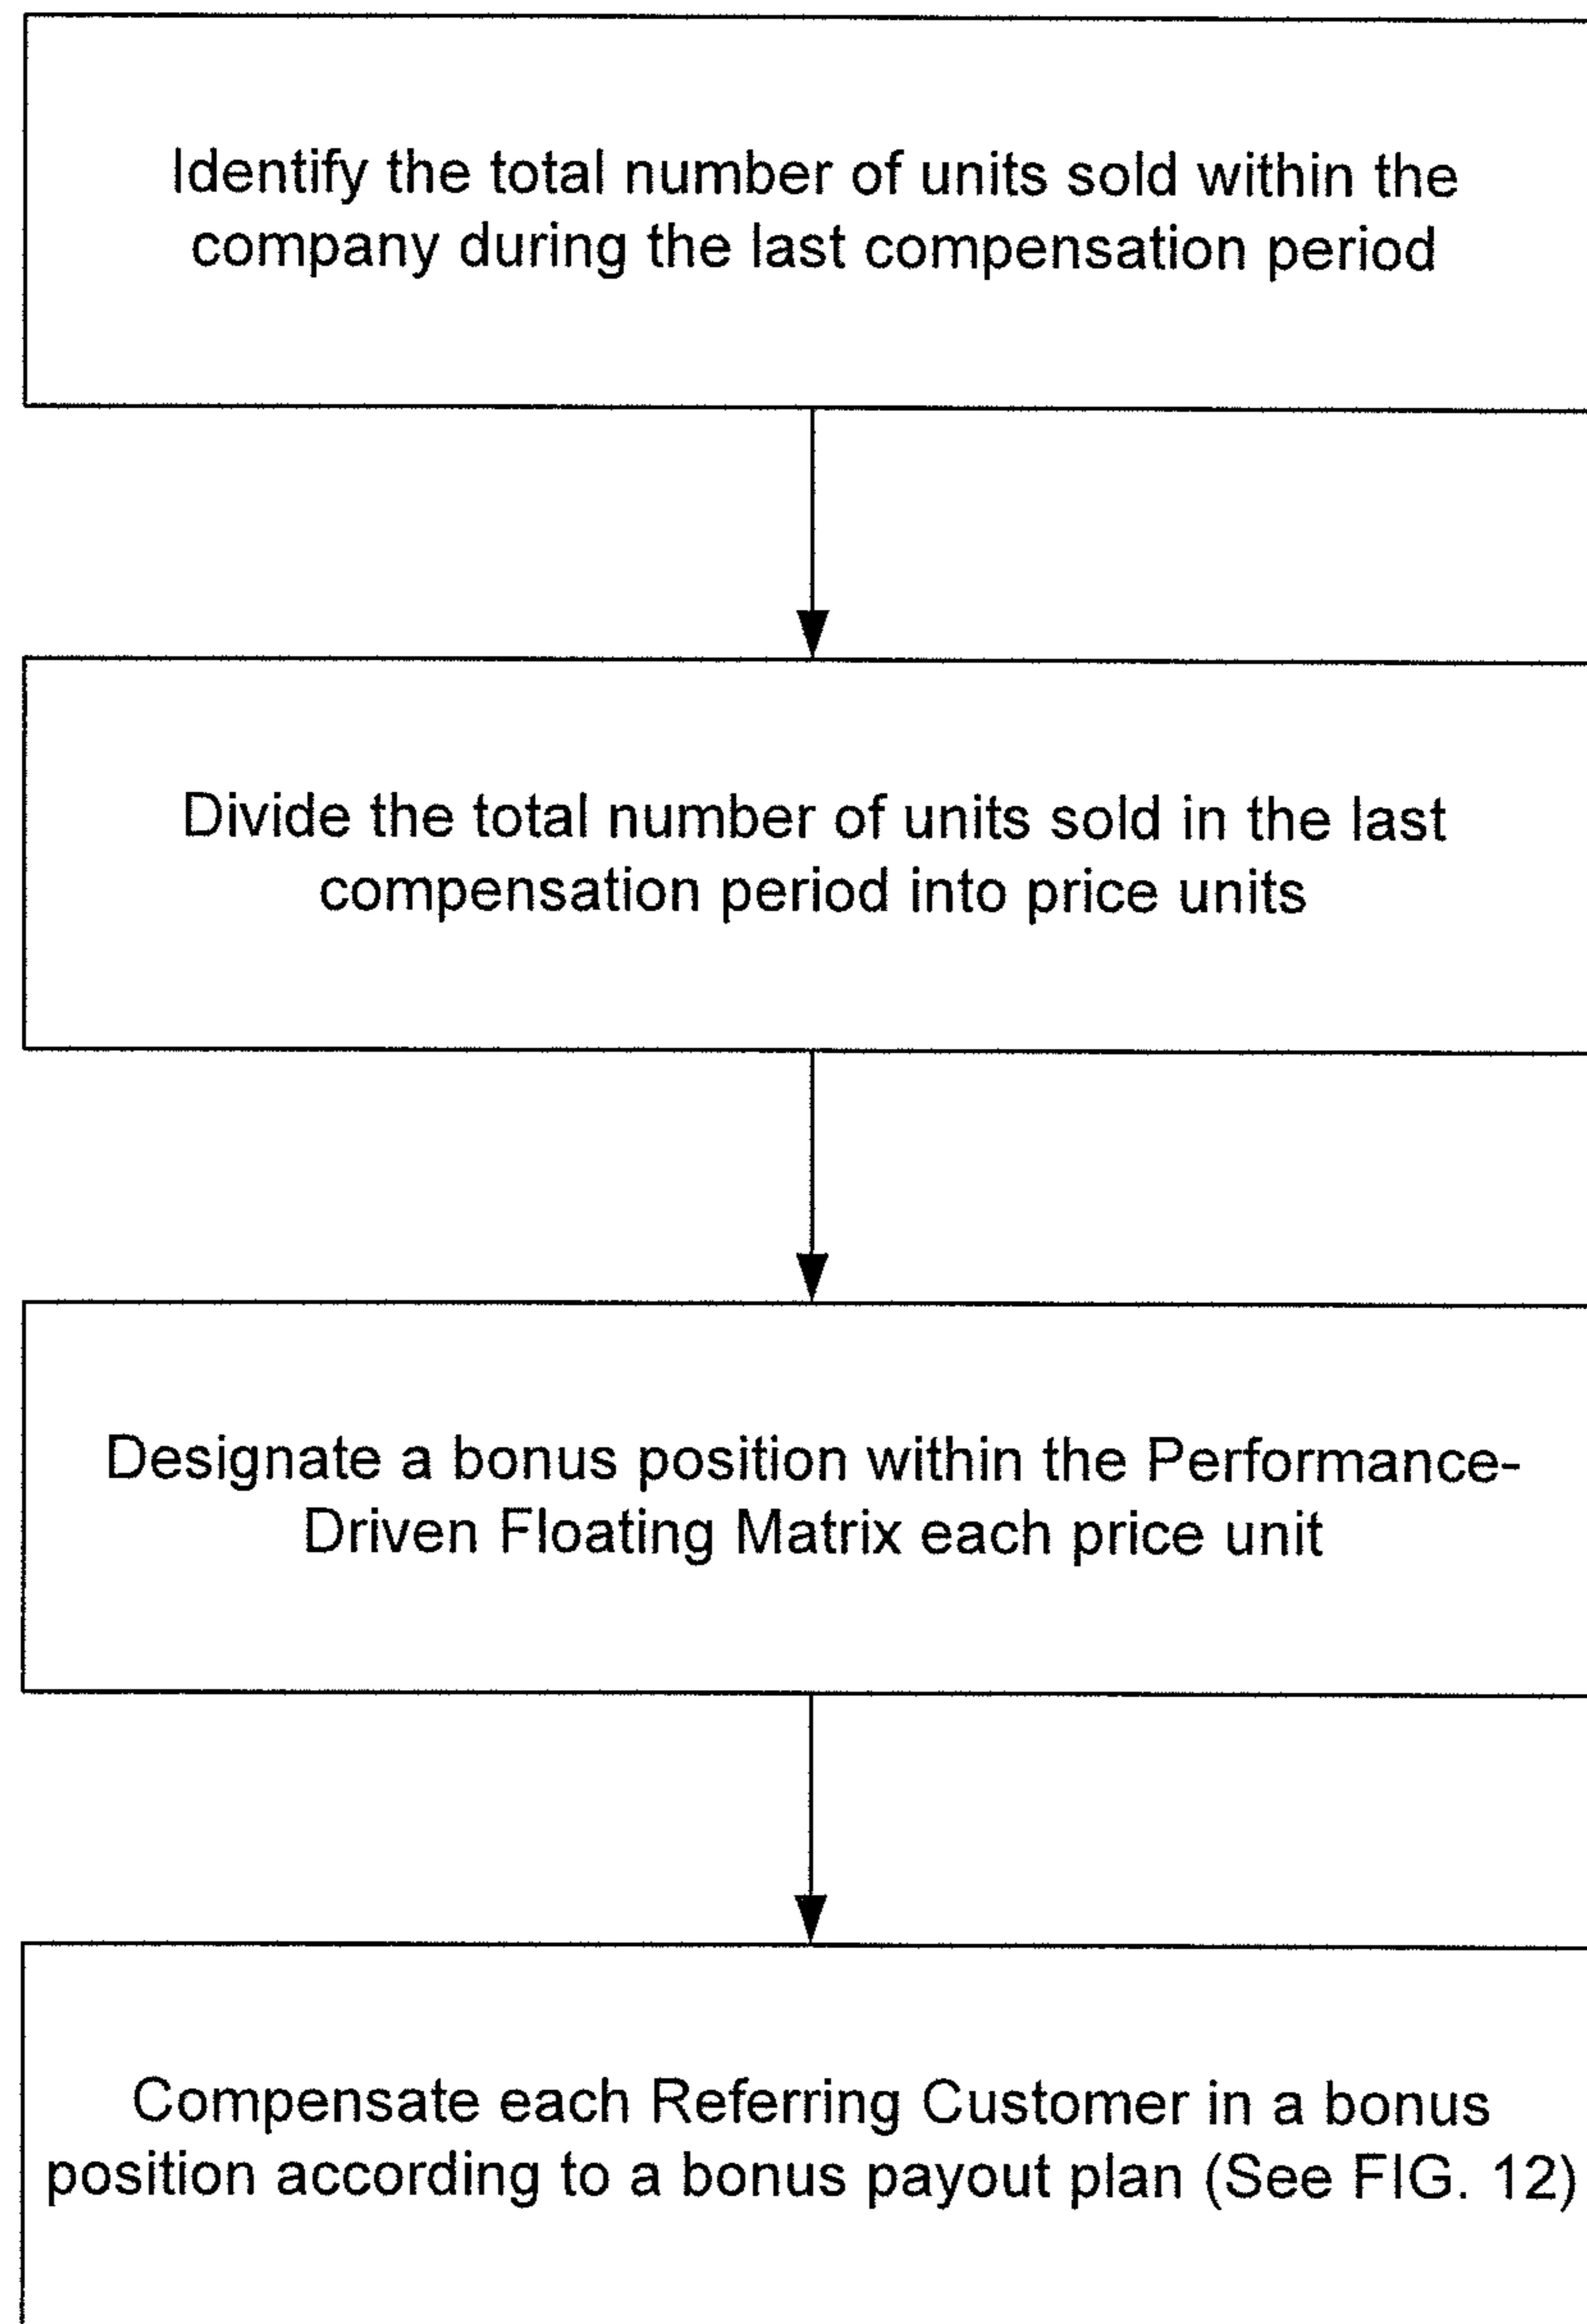 Identify the total number of units sold within the
company during the last compensation period
Divide the total number of units sold in the last
compensation period into price units
Designate a bonus position within the Performance-
Driven Floating Matrix each price unit
Compensate each Referring Customer in a bonus
position according to a bonus payout plan (See FIG. 12)